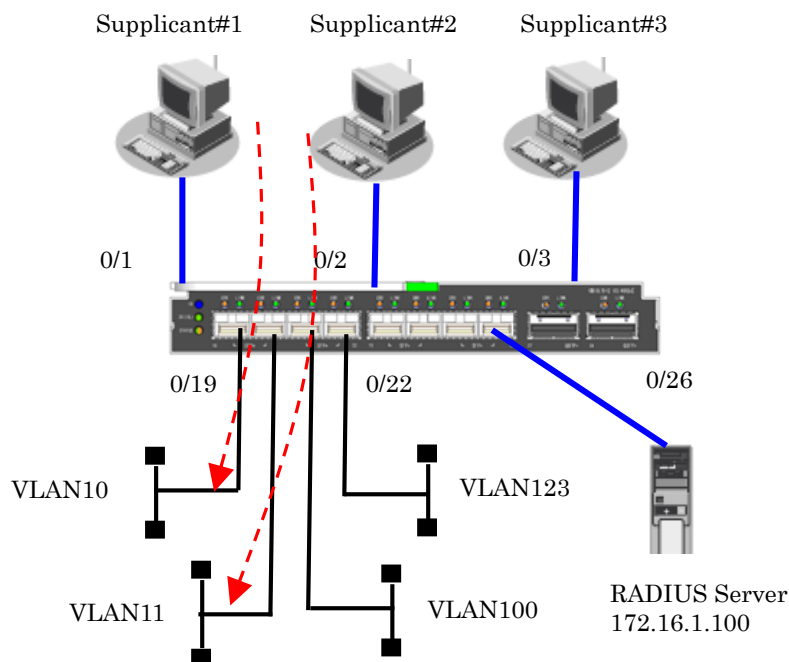 Supplicant#1 Supplicant#2 Supplicant#3
0/1 0/2 0/3
0/19 0/22 0/26
VLAN10 VLAN123
VLAN11 VLAN100
RADIUS Server
172.16.1.100